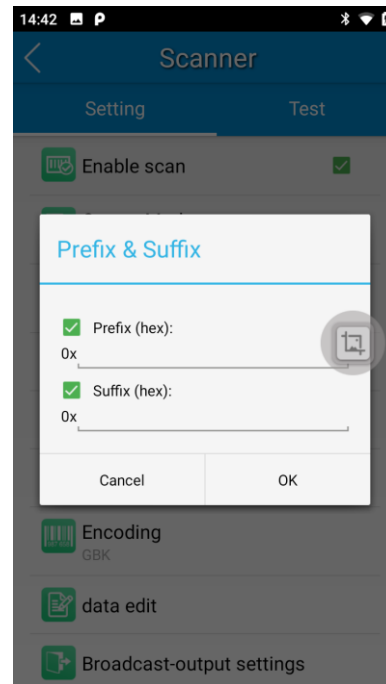 14:42
Scanner
Setting Test
Enable scan
Prefix & Suffix
Prefix (hex):
0x
Suffix (hex):
0x
Cancel OK
Encoding
GBK
data edit
Broadcast-output settings